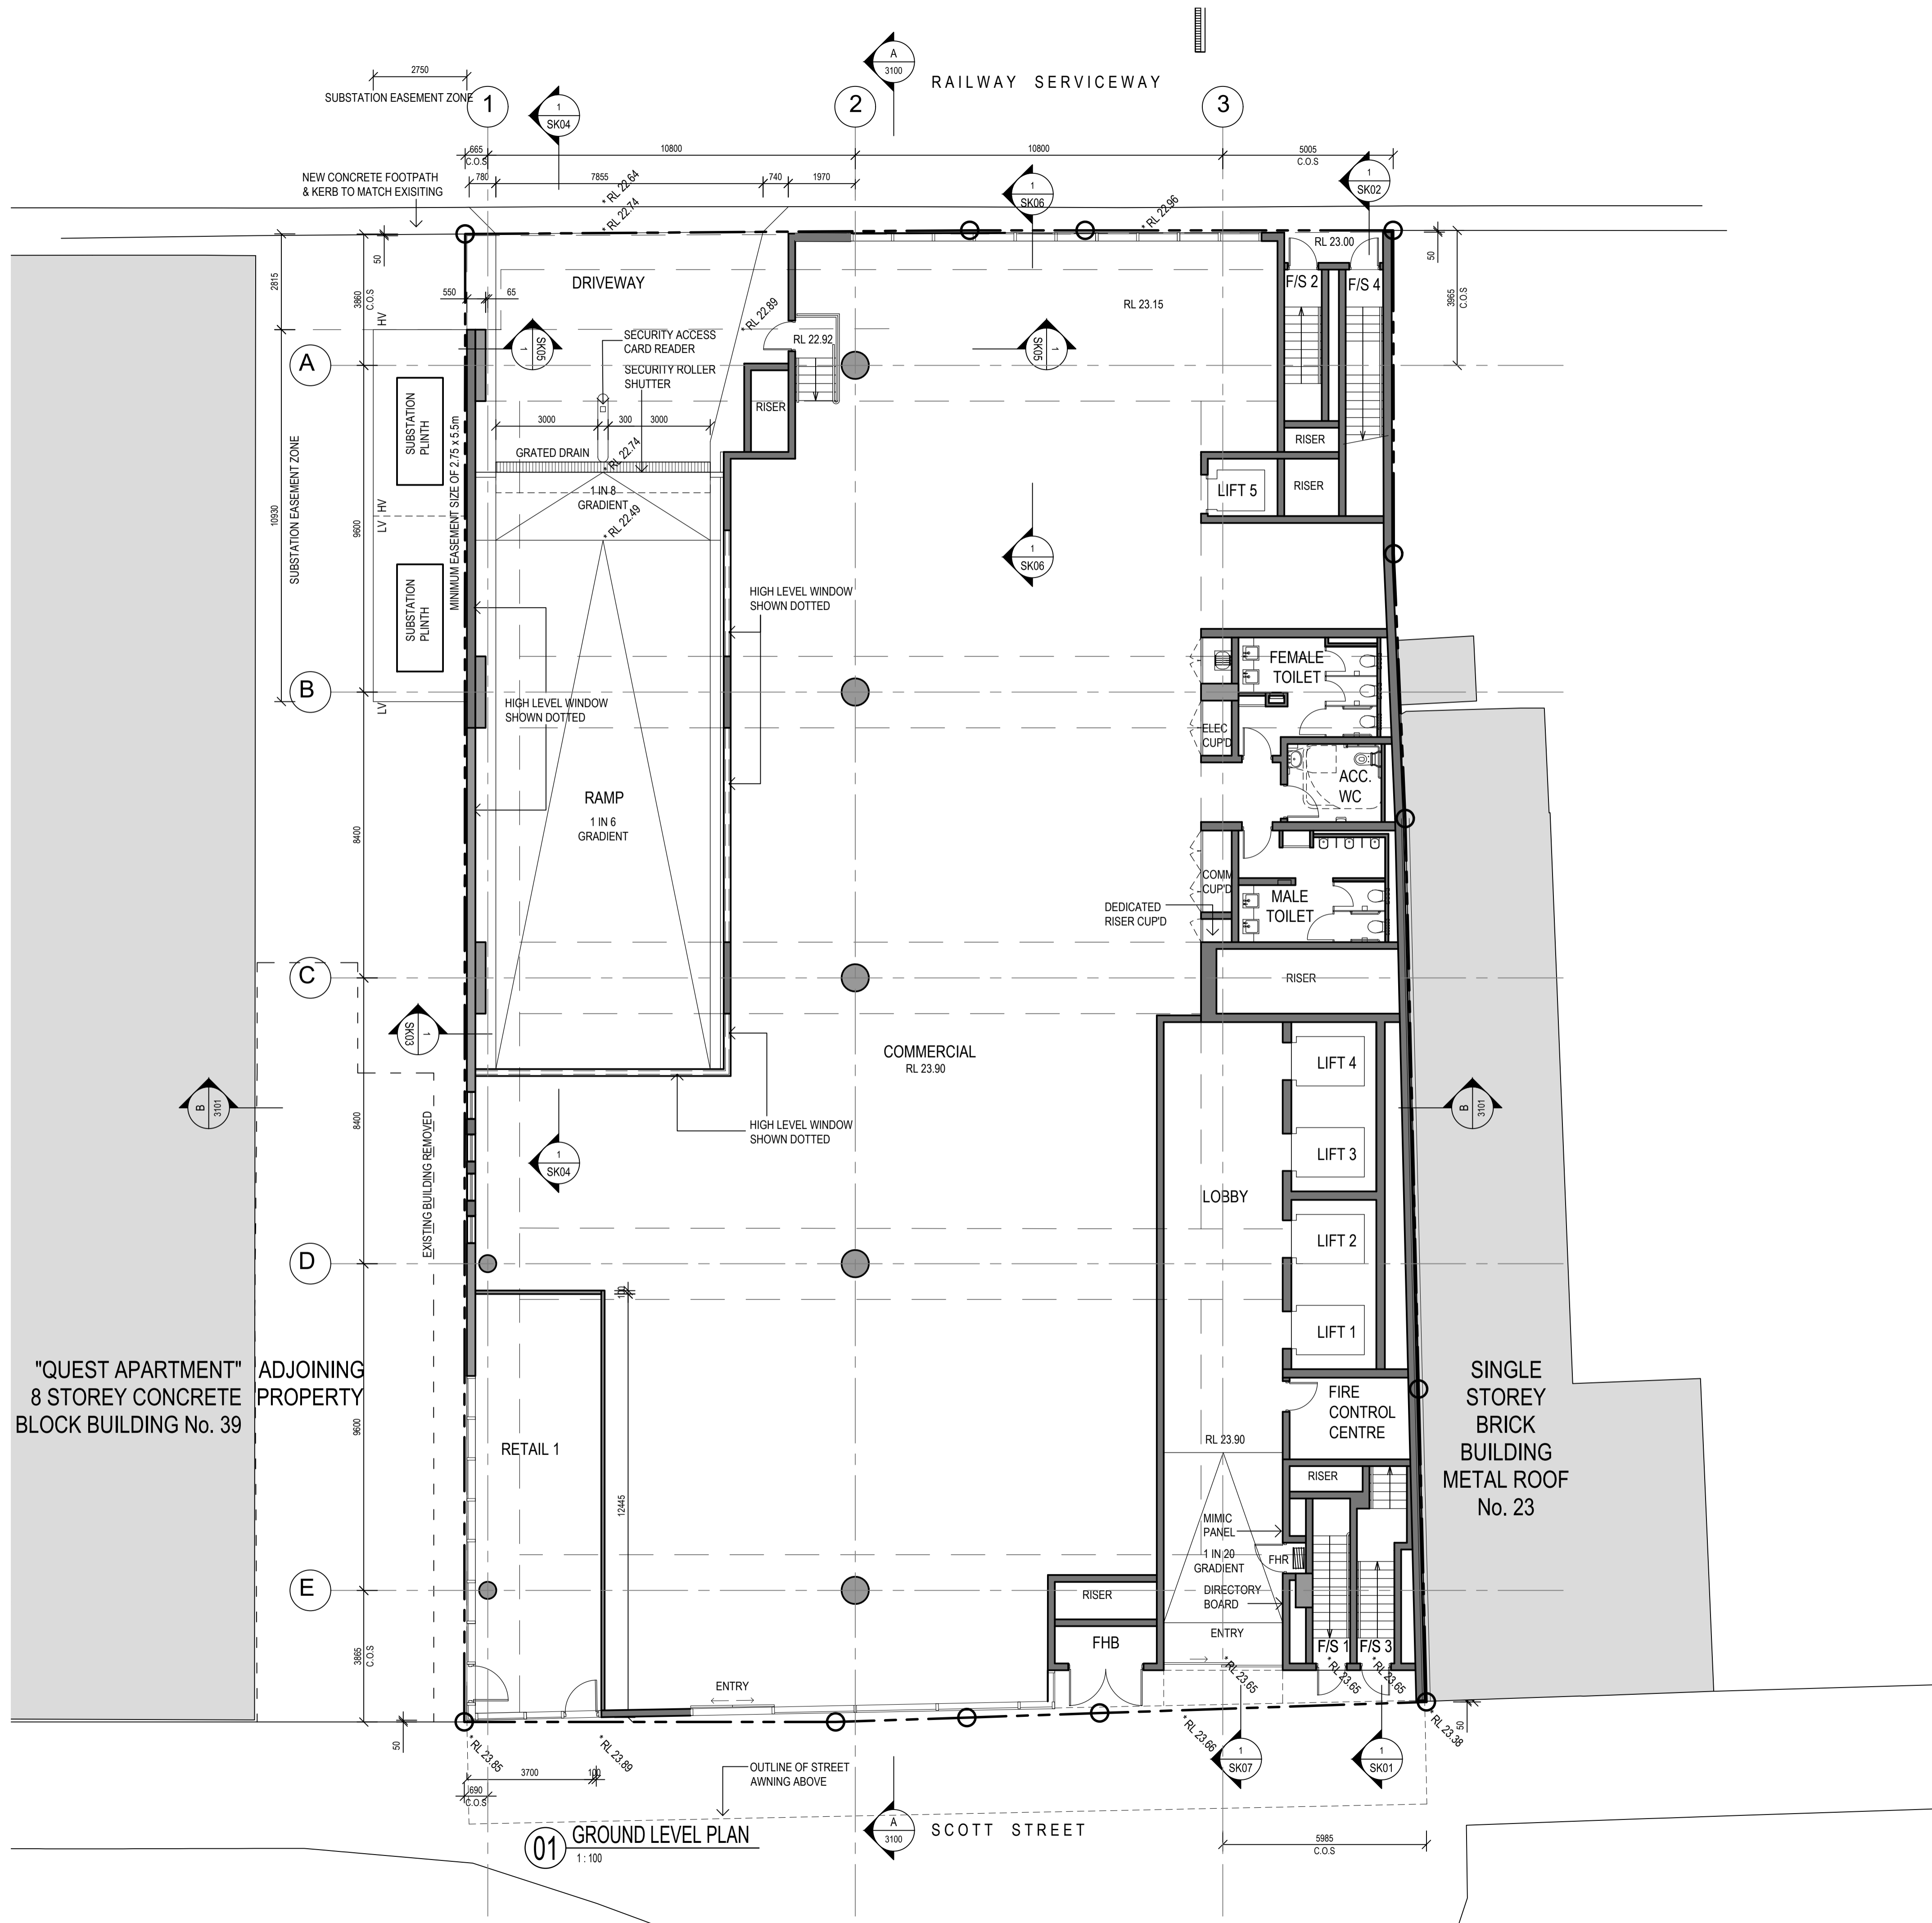 A
3100
RAILWAY SERVICEWAY
2750
SUBSTATION EASEMENT ZONE
1
2
3
1
SK04
665
C.O.S
10800
10800
5005
C.O.S
NEW CONCRETE FOOTPATH
& KERB TO MATCH EXISITING
780
7855
740
1970
* RL 22.64
* RL 22.74
1
SK06
* RL 22.96
1
SK02
50
2815
3860
C.O.S
HV
550
65
DRIVEWAY
* RL 22.89
RL 22.92
RL 23.15
RL 23.00
F/S 2
F/S 4
50
3965
C.O.S
SECURITY ACCESS
CARD READER
SECURITY ROLLER
SHUTTER
1
SK05
1
SK05
A
SUBSTATION
PLINTH
MINIMUM EASEMENT SIZE OF 2.75 x 5.5m
3000
300
3000
RISER
GRATED DRAIN
* RL 22.74
RISER
LIFT 5
RISER
1 IN 8
GRADIENT
* RL 22.49
10930
SUBSTATION EASEMENT ZONE
9600
LV HV
SUBSTATION
PLINTH
1
SK06
HIGH LEVEL WINDOW
SHOWN DOTTED
FEMALE
TOILET
B
LV
HIGH LEVEL WINDOW
SHOWN DOTTED
ELEC
CUP'D
ACC.
WC
RAMP
1 IN 6
GRADIENT
8400
COMM
CUP'D
DEDICATED
RISER CUP'D
MALE
TOILET
C
RISER
1
SK03
COMMERCIAL
RL 23.90
LIFT 4
B
3101
B
3101
8400
EXISTING BUILDING REMOVED
HIGH LEVEL WINDOW
SHOWN DOTTED
1
SK04
LIFT 3
LOBBY
LIFT 2
D
100
LIFT 1
"QUEST APARTMENT"
8 STOREY CONCRETE
BLOCK BUILDING No. 39
ADJOINING
PROPERTY
9600
RETAIL 1
FIRE
CONTROL
CENTRE
SINGLE
STOREY
BRICK
BUILDING
METAL ROOF
No. 23
RL 23.90
RISER
12445
MIMIC
PANEL
1 IN 20
GRADIENT
FHR
E
RISER
DIRECTORY
BOARD
ENTRY
FHB
F/S 1
F/S 3
3865
C.O.S
ENTRY
* RL 23.65
* RL 23.65
* RL 23.65
50
* RL 23.85
* RL 23.89
* RL 23.66
* RL 23.38
50
3700
100
690
C.O.S
OUTLINE OF STREET
AWNING ABOVE
1
SK07
1
SK01
01
GROUND LEVEL PLAN
1 : 100
A
3100
SCOTT STREET
5985
C.O.S